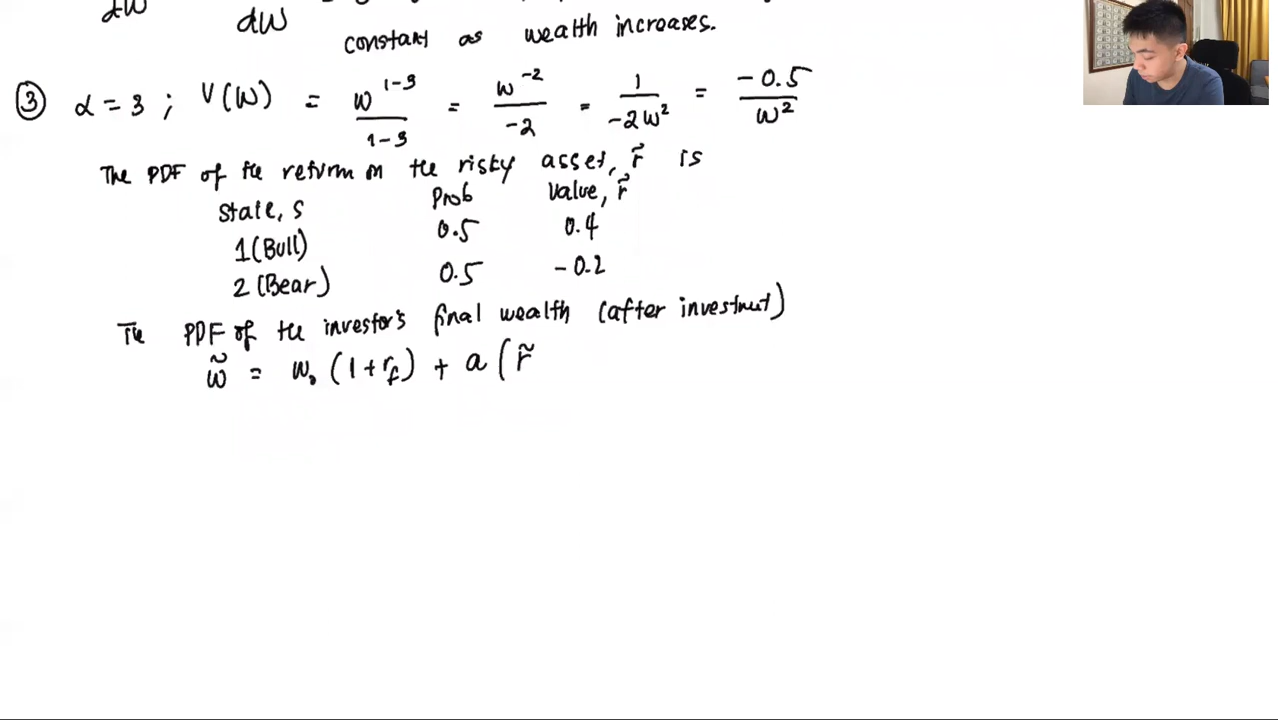 dW
dW
constant as wealth increases.
③ α = 3 ; V(W) = W^{1-3}/1-3 = W^{-2}/-2 = 1/-2W² = -0.5/W²
The PDF of the return on the risky asset, r̃ is
State, s Prob Value, r̃
1 (Bull) 0.5 0.4
2 (Bear) 0.5 -0.2
The PDF of the investor's final wealth (after investment)
W̃ = W₀ (1 + r_f) + a ( r̃